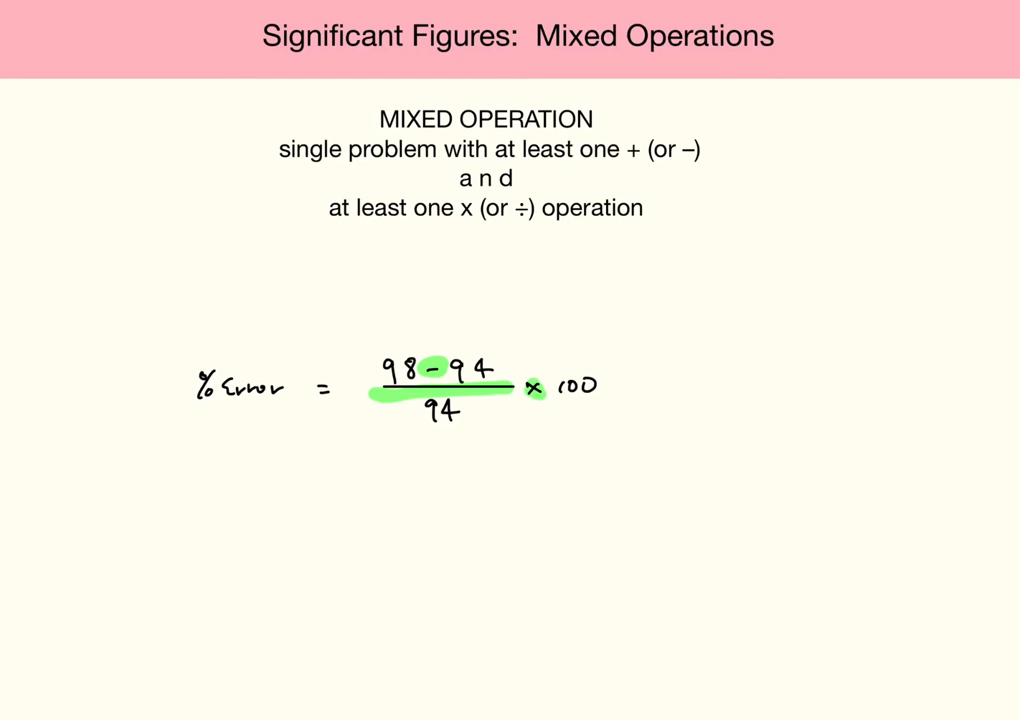 Significant Figures: Mixed Operations
MIXED OPERATION
single problem with at least one + (or –)
a n d
at least one x (or ÷) operation
98 - 94
% Error = ——— x 100
94